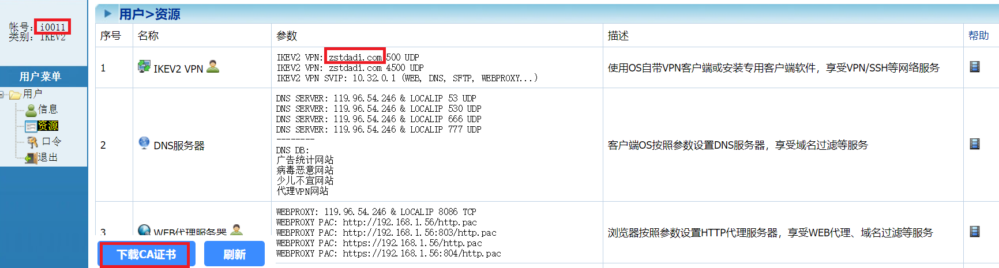 帐号: i0011
类别: IKEV2
用户菜单
用户
信息
资源
口令
退出
用户>资源
序号 名称 参数 描述 帮助
1 IKEV2 VPN
IKEV2 VPN: zstdadi.com 500 UDP
IKEV2 VPN: zstdadi.com 4500 UDP
IKEV2 VPN SVIP: 10.32.0.1 (WEB, DNS, SFTP, WEBPROXY...)
使用OS自带VPN客户端或安装专用客户端软件，享受VPN/SSH等网络服务
2 DNS服务器
DNS SERVER: 119.96.54.246 & LOCALIP 53 UDP
DNS SERVER: 119.96.54.246 & LOCALIP 530 UDP
DNS SERVER: 119.96.54.246 & LOCALIP 666 UDP
DNS SERVER: 119.96.54.246 & LOCALIP 777 UDP
--------
DNS DB:
广告统计网站
病毒恶意网站
少儿不宜网站
代理VPN网站
客户端OS按照参数设置DNS服务器，享受域名过滤等服务
3 WEB代理服务器
WEBPROXY: 119.96.54.246 & LOCALIP 8086 TCP
WEBPROXY PAC: http://192.168.1.56/http.pac
WEBPROXY PAC: http://192.168.1.56:803/http.pac
WEBPROXY PAC: https://192.168.1.56/http.pac
WEBPROXY PAC: https://192.168.1.56:804/http.pac
浏览器按照参数设置HTTP代理服务器，享受WEB代理、域名过滤等服务
下载CA证书
刷新